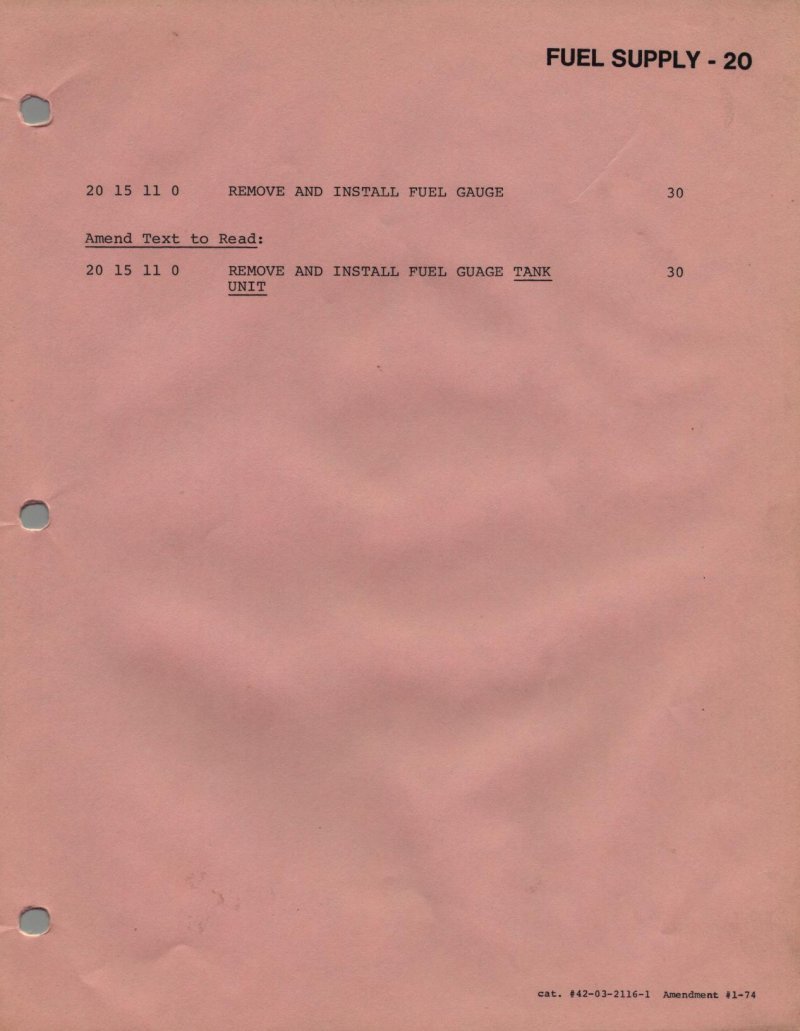 FUEL SUPPLY - 20
20 15 11 0 REMOVE AND INSTALL FUEL GAUGE 30
Amend Text to Read:
20 15 11 0 REMOVE AND INSTALL FUEL GUAGE TANK 30
UNIT
cat. #42-03-2116-1 Amendment #1-74